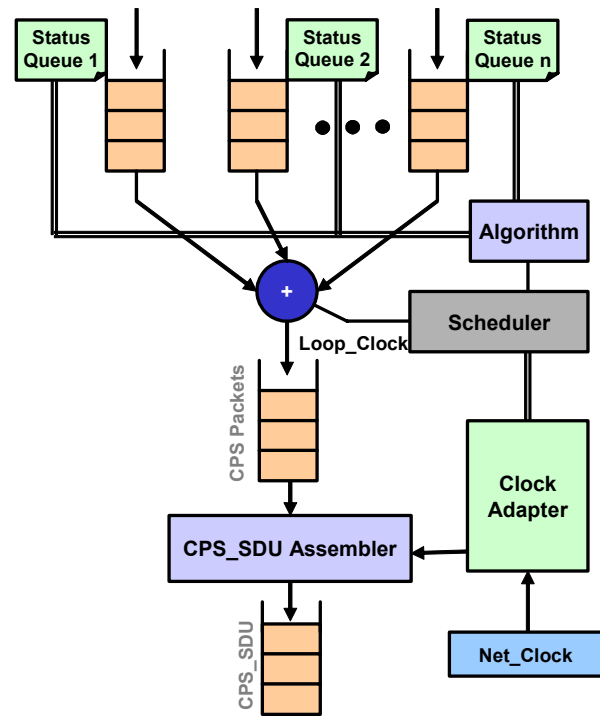 Status
Queue 1
Status
Queue 2
Status
Queue n
Algorithm
+
Scheduler
Loop_Clock
CPS Packets
Clock
Adapter
CPS_SDU Assembler
CPS_SDU
Net_Clock